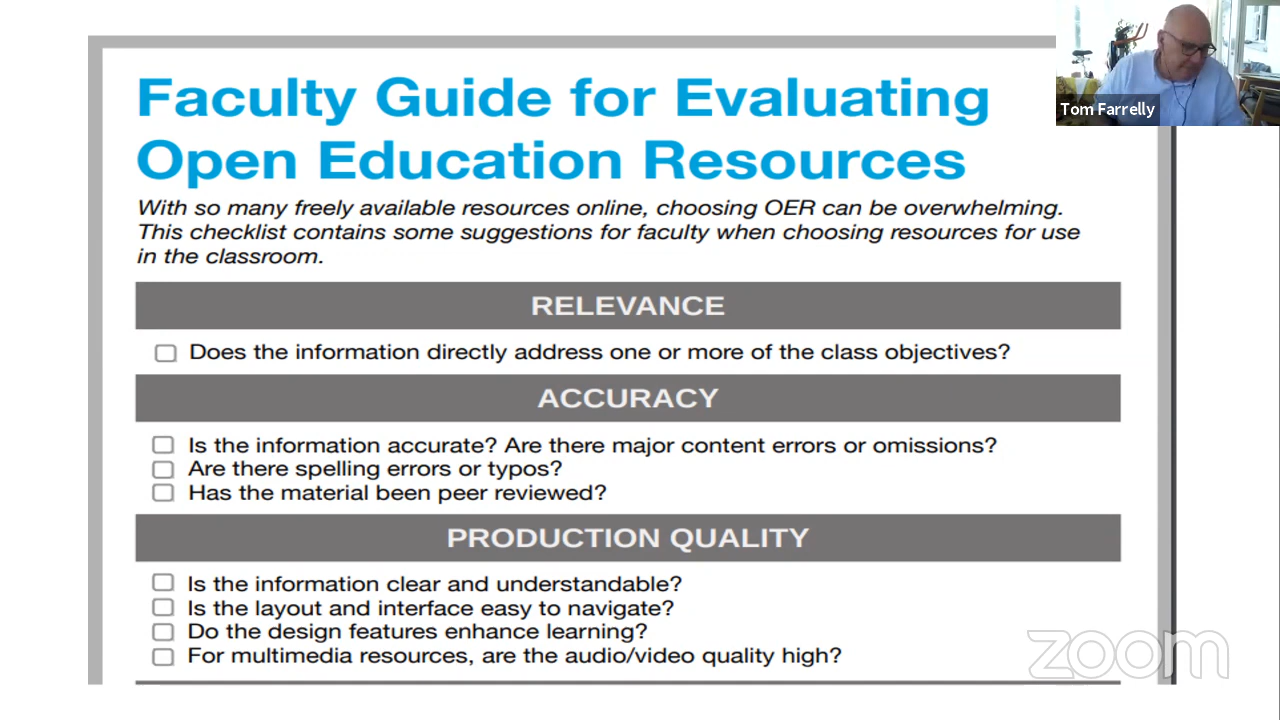 Faculty Guide for Evaluating
Open Education Resources
With so many freely available resources online, choosing OER can be overwhelming.
This checklist contains some suggestions for faculty when choosing resources for use
in the classroom.
RELEVANCE
Does the information directly address one or more of the class objectives?
ACCURACY
Is the information accurate? Are there major content errors or omissions?
Are there spelling errors or typos?
Has the material been peer reviewed?
PRODUCTION QUALITY
Is the information clear and understandable?
Is the layout and interface easy to navigate?
Do the design features enhance learning?
For multimedia resources, are the audio/video quality high?
Tom Farrelly
zoom